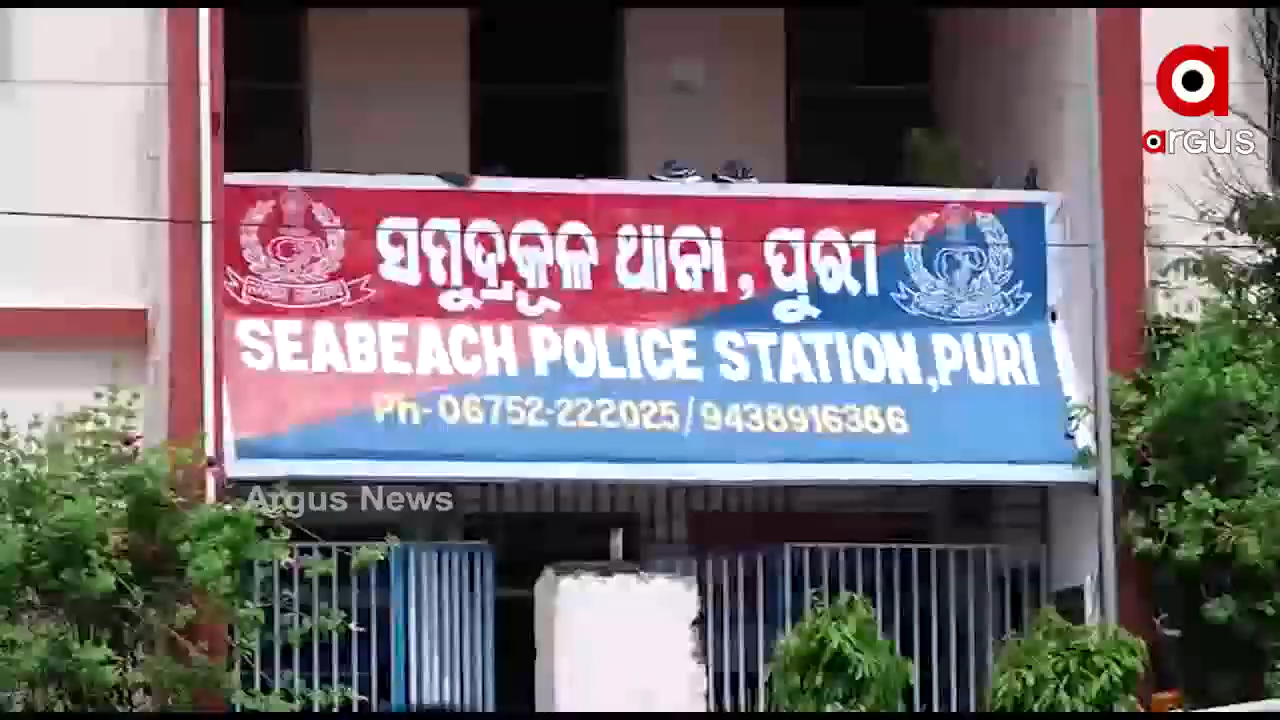 ସମୁଦ୍ରକୂଳ ଥାନା, ପୁରୀ
SEABEACH POLICE STATION, PURI
Ph- 06752-222025/9438916386
Argus News
argus